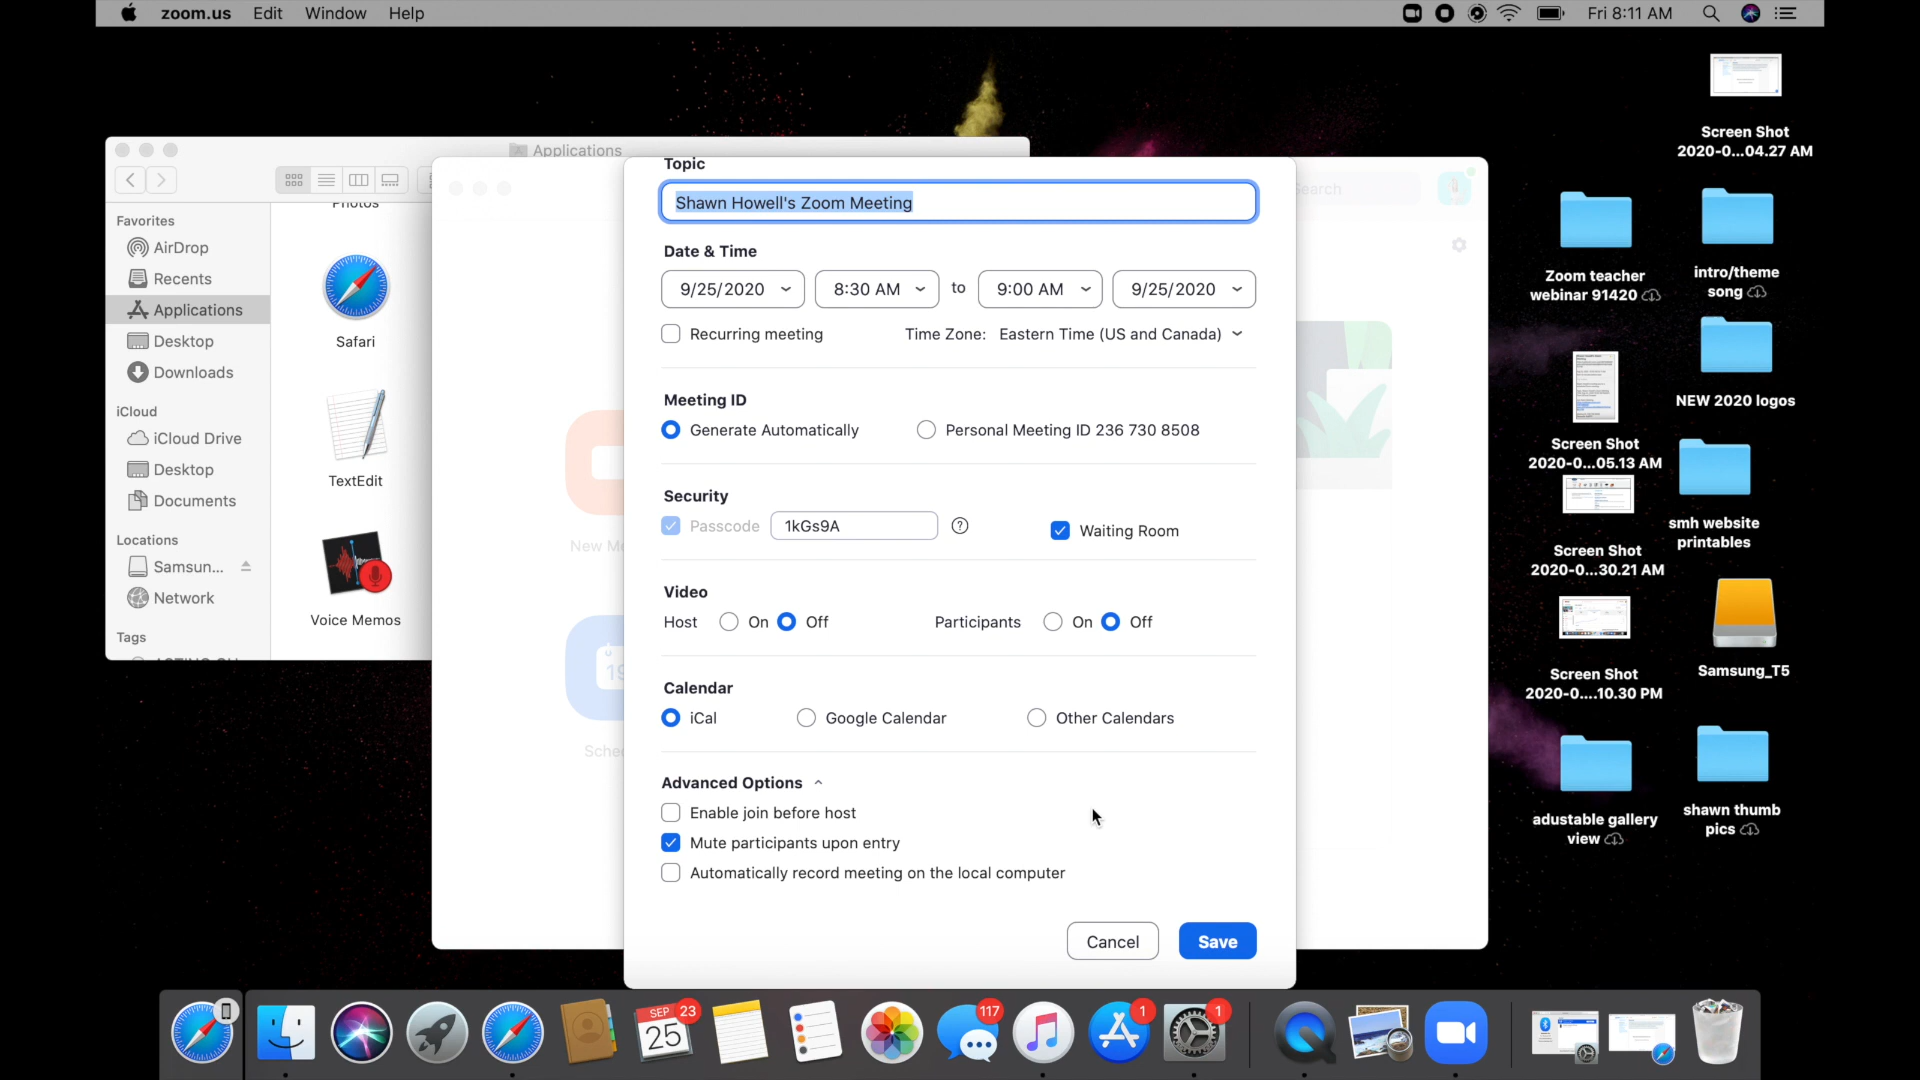 zoom.us Edit Window Help
Fri 8:11 AM
Applications
Favorites
AirDrop
Recents
Applications
Desktop
Downloads
iCloud
iCloud Drive
Desktop
Documents
Locations
Samsun...
Network
Tags
Photos
Safari
TextEdit
Voice Memos
New Me
Sche
19
Search
Topic
Shawn Howell's Zoom Meeting
Date & Time
9/25/2020 8:30 AM to 9:00 AM 9/25/2020
Recurring meeting Time Zone: Eastern Time (US and Canada)
Meeting ID
Generate Automatically Personal Meeting ID 236 730 8508
Security
Passcode 1kGs9A ? Waiting Room
Video
Host On Off Participants On Off
Calendar
iCal Google Calendar Other Calendars
Advanced Options
Enable join before host
Mute participants upon entry
Automatically record meeting on the local computer
Cancel Save
Screen Shot
2020-0...04.27 AM
Zoom teacher
webinar 91420
intro/theme
song
Screen Shot
2020-0...05.13 AM
NEW 2020 logos
Screen Shot
2020-0...30.21 AM
smh website
printables
Screen Shot
2020-0....10.30 PM
Samsung_T5
adustable gallery
view
shawn thumb
pics
SEP 23
25
117
1
1